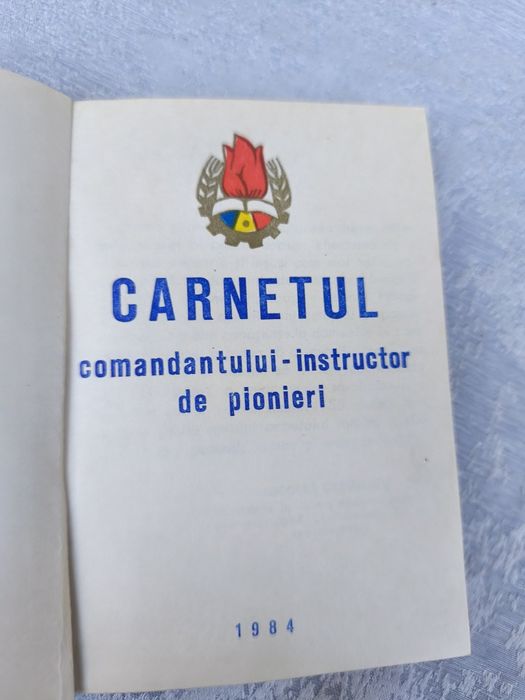 CARNETUL
comandantului-instructor
de pionieri
1984